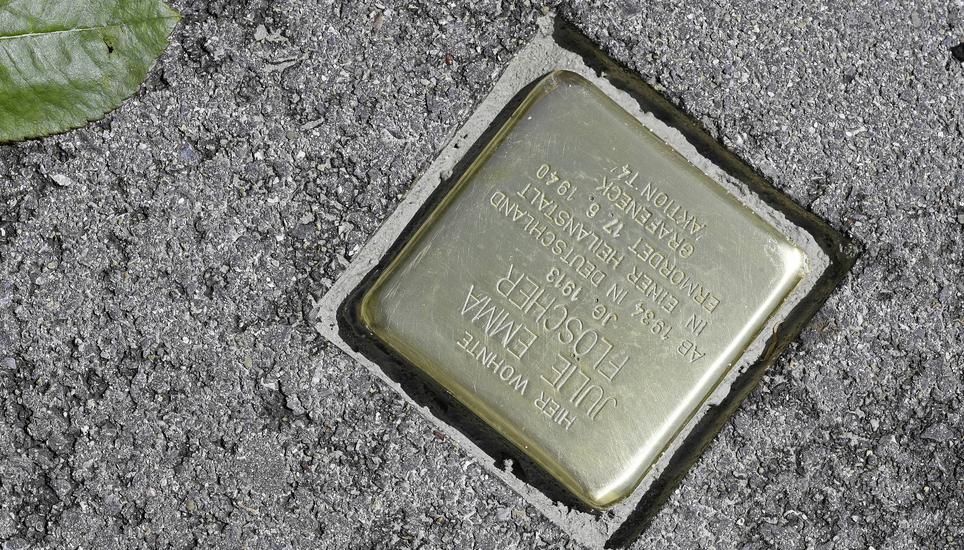 HIER WOHNTE
JULIE EMMA
FLÖSCHER
JG. 1913
AB 1934 IN DEUTSCHLAND
IN EINER HEILANSTALT
ERMORDET 17. 6. 1940
GRAFENECK
'AKTION T4'